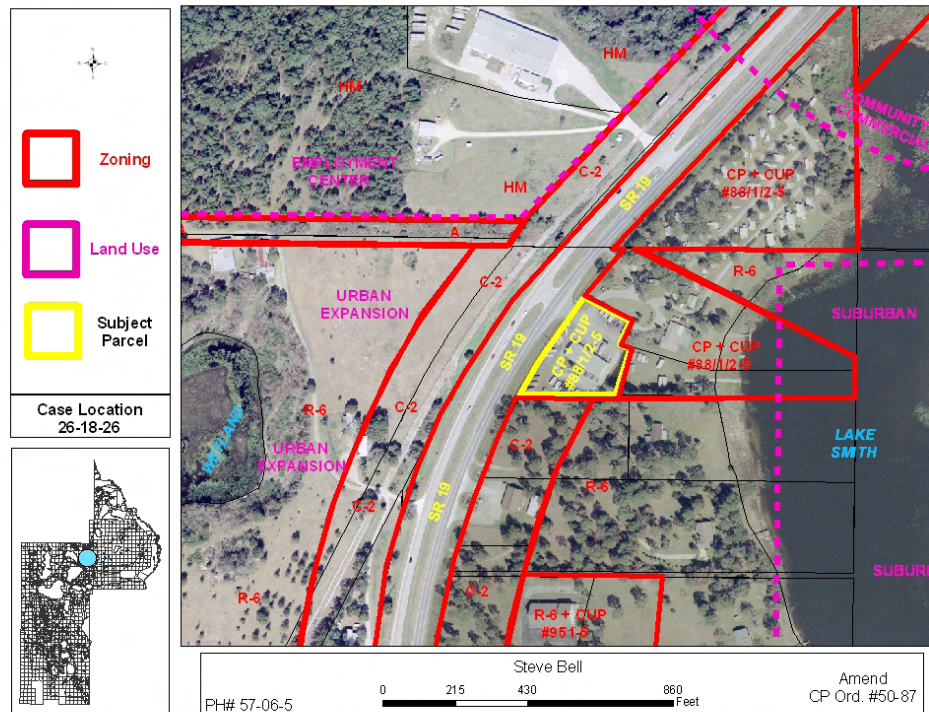 Zoning
Land Use
Subject
Parcel
Case Location
26-18-26
HM
HM
COMMUNITY
COMMERCIAL
EMPLOYMENT
CENTER
HM
C-2
SR 19
CP + CUP
#88/1/2-5
A
C-2
R-6
URBAN
EXPANSION
SUBURBAN
SR 19
CP + CUP
#88/1/2-5
CP + CUP
#88/1/2-5
R-6
C-2
WETLAND
URBAN
EXPANSION
C-2
LAKE
SMITH
C-2
SR 19
R-6
R-6
C-2
R-6 + CUP
#951-5
SUBURB
Steve Bell
PH# 57-06-5
0 215 430 860
Feet
Amend
CP Ord. #50-87